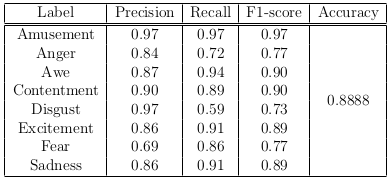 Label Precision Recall F1-score Accuracy
Amusement 0.97 0.97 0.97
Anger 0.84 0.72 0.77
Awe 0.87 0.94 0.90
Contentment 0.90 0.89 0.90
0.8888
Disgust 0.97 0.59 0.73
Excitement 0.86 0.91 0.89
Fear 0.69 0.86 0.77
Sadness 0.86 0.91 0.89